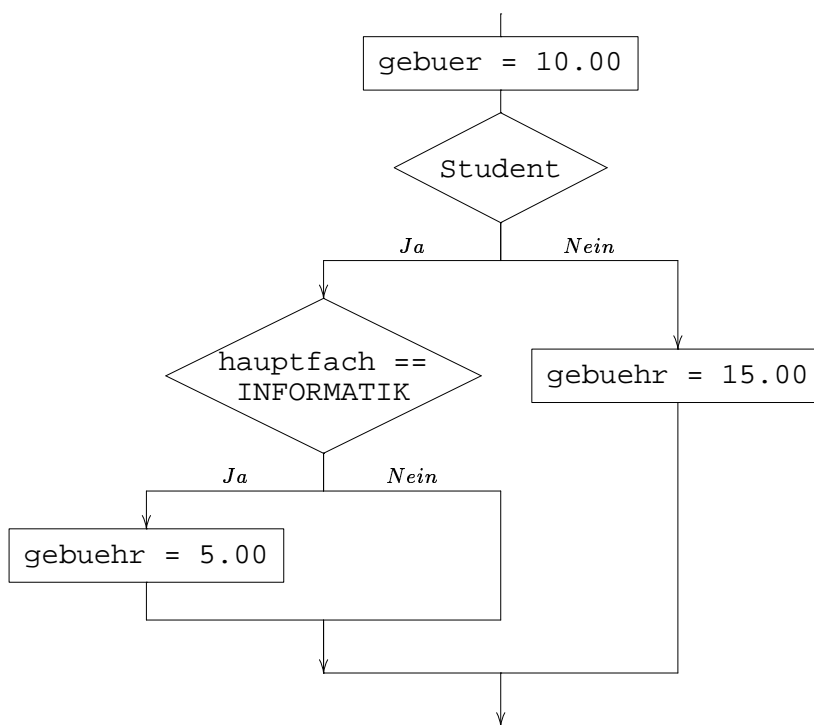 gebuer = 10.00
Student
Ja
Nein
hauptfach ==
INFORMATIK
gebuehr = 15.00
Ja
Nein
gebuehr = 5.00